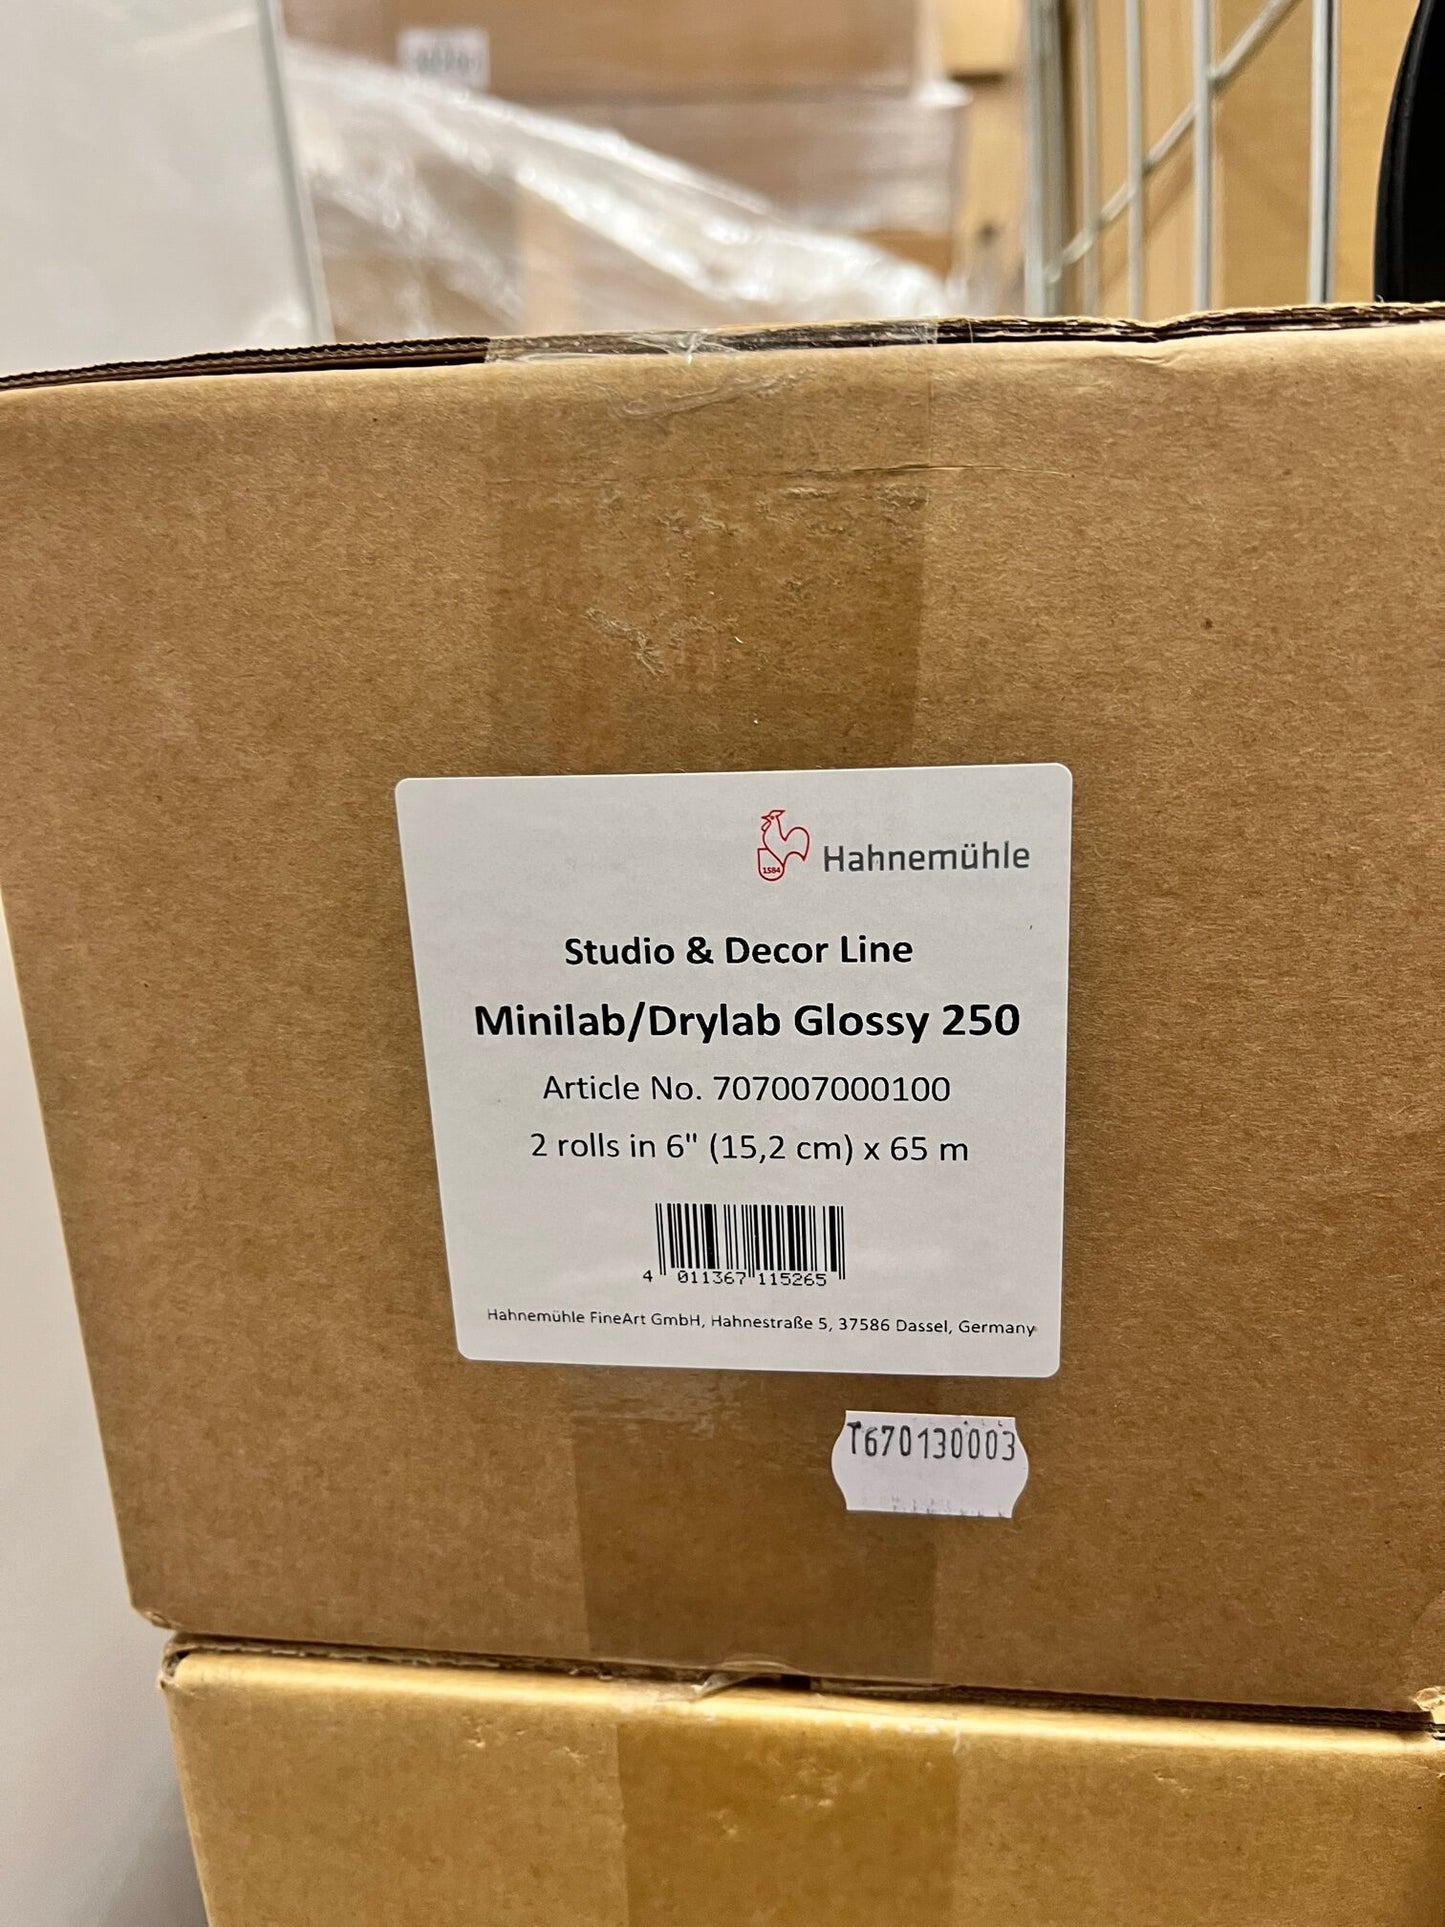 1584
Hahnemühle
Studio & Decor Line
Minilab/Drylab Glossy 250
Article No. 707007000100
2 rolls in 6" (15,2 cm) x 65 m
4 011367 115265
Hahnemühle FineArt GmbH, Hahnestraße 5, 37586 Dassel, Germany
T670130003